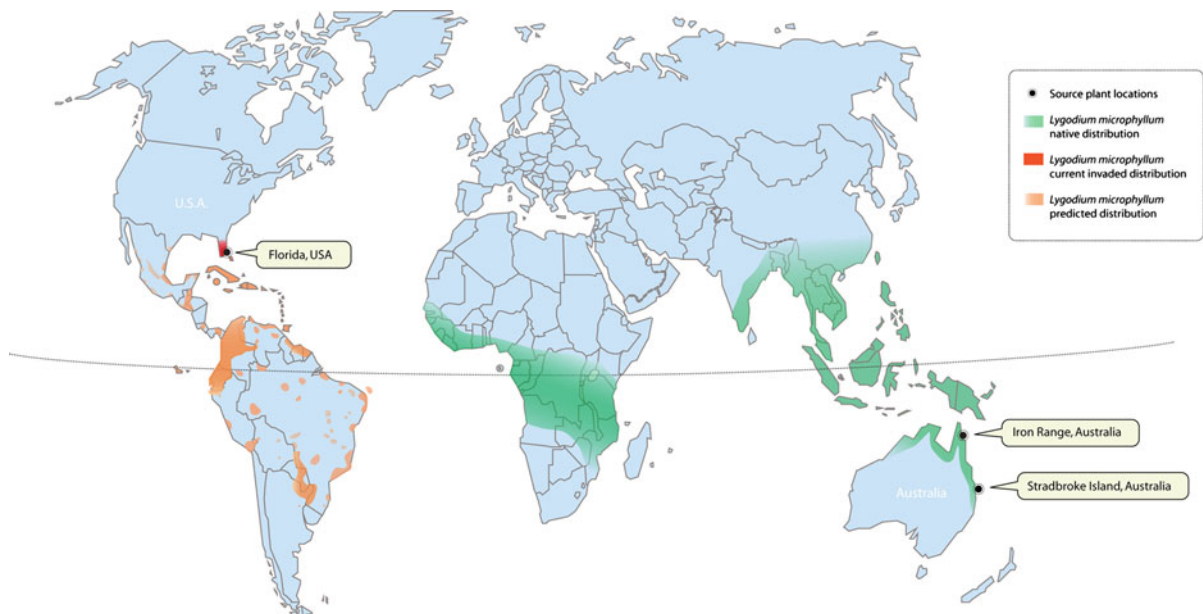 Source plant locations
Lygodium microphyllum
native distribution
Lygodium microphyllum
current invaded distribution
Lygodium microphyllum
predicted distribution
U.S.A.
Florida, USA
Iron Range, Australia
Australia
Stradbroke Island, Australia